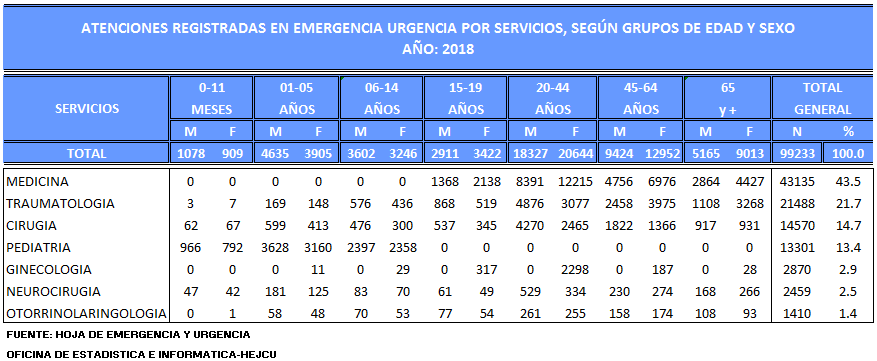 ATENCIONES REGISTRADAS EN EMERGENCIA URGENCIA POR SERVICIOS, SEGÚN GRUPOS DE EDAD Y SEXO
AÑO: 2018
SERVICIOS 0-11 MESES 01-05 AÑOS 06-14 AÑOS 15-19 AÑOS 20-44 AÑOS 45-64 AÑOS 65 y + TOTAL GENERAL
M F M F M F M F M F M F M F N %
TOTAL 1078 909 4635 3905 3602 3246 2911 3422 18327 20644 9424 12952 5165 9013 99233 100.0
MEDICINA 0 0 0 0 0 0 1368 2138 8391 12215 4756 6976 2864 4427 43135 43.5
TRAUMATOLOGIA 3 7 169 148 576 436 868 519 4876 3077 2458 3975 1108 3268 21488 21.7
CIRUGIA 62 67 599 413 476 300 537 345 4270 2465 1822 1366 917 931 14570 14.7
PEDIATRIA 966 792 3628 3160 2397 2358 0 0 0 0 0 0 0 0 13301 13.4
GINECOLOGIA 0 0 0 11 0 29 0 317 0 2298 0 187 0 28 2870 2.9
NEUROCIRUGIA 47 42 181 125 83 70 61 49 529 334 230 274 168 266 2459 2.5
OTORRINOLARINGOLOGIA 0 1 58 48 70 53 77 54 261 255 158 174 108 93 1410 1.4
FUENTE: HOJA DE EMERGENCIA Y URGENCIA
OFICINA DE ESTADISTICA E INFORMATICA-HEJCU